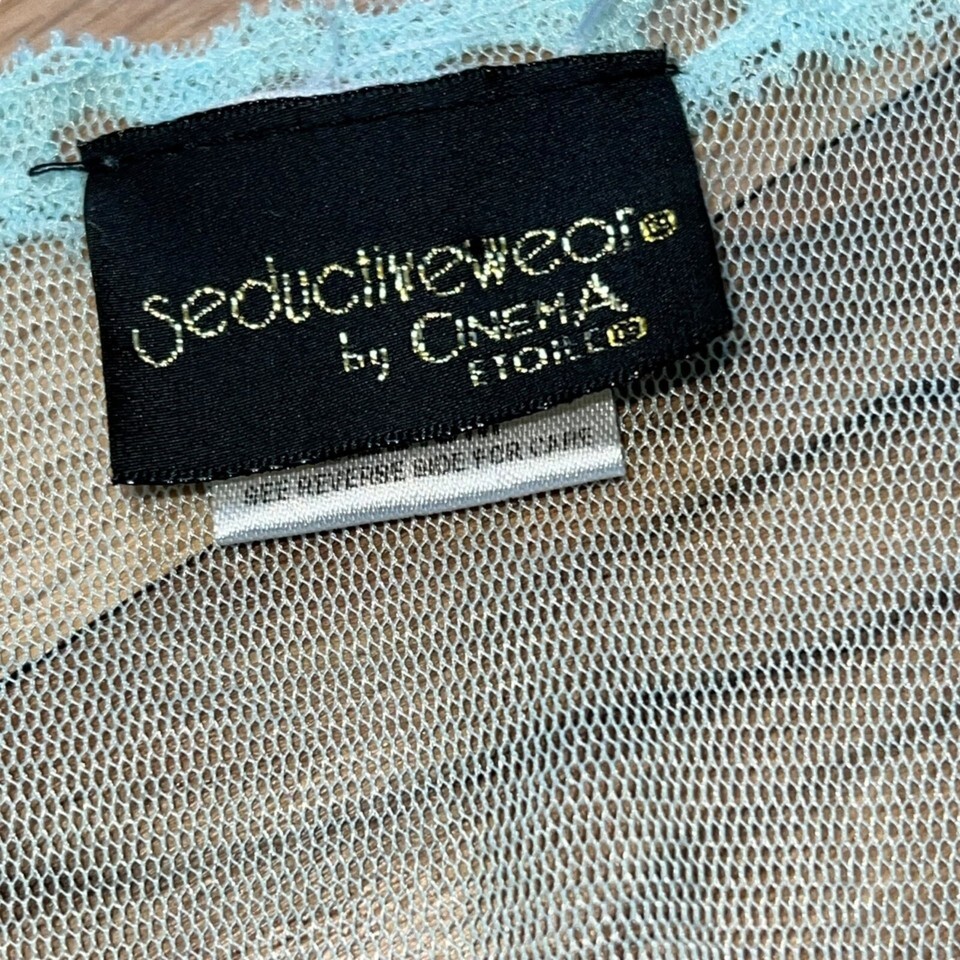 Seductivewear®
by CINEMA
ETOILE®
SEE REVERSE SIDE FOR CARE